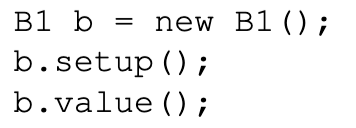 B1 b = new B1();
b.setup();
b.value();